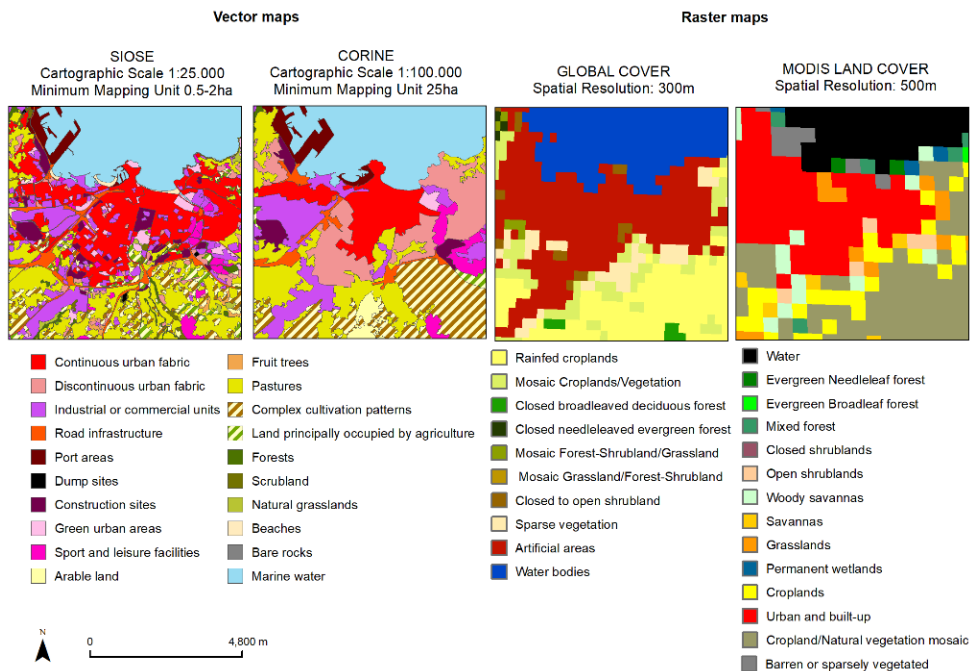 Vector maps
Raster maps
SIOSE
Cartographic Scale 1:25.000
Minimum Mapping Unit 0.5-2ha
CORINE
Cartographic Scale 1:100.000
Minimum Mapping Unit 25ha
GLOBAL COVER
Spatial Resolution: 300m
MODIS LAND COVER
Spatial Resolution: 500m
Continuous urban fabric
Discontinuous urban fabric
Industrial or commercial units
Road infrastructure
Port areas
Dump sites
Construction sites
Green urban areas
Sport and leisure facilities
Arable land
Fruit trees
Pastures
Complex cultivation patterns
Land principally occupied by agriculture
Forests
Scrubland
Natural grasslands
Beaches
Bare rocks
Marine water
Rainfed croplands
Mosaic Croplands/Vegetation
Closed broadleaved deciduous forest
Closed needleleaved evergreen forest
Mosaic Forest-Shrubland/Grassland
Mosaic Grassland/Forest-Shrubland
Closed to open shrubland
Sparse vegetation
Artificial areas
Water bodies
Water
Evergreen Needleleaf forest
Evergreen Broadleaf forest
Mixed forest
Closed shrublands
Open shrublands
Woody savannas
Savannas
Grasslands
Permanent wetlands
Croplands
Urban and built-up
Cropland/Natural vegetation mosaic
Barren or sparsely vegetated
N
0
4,800 m